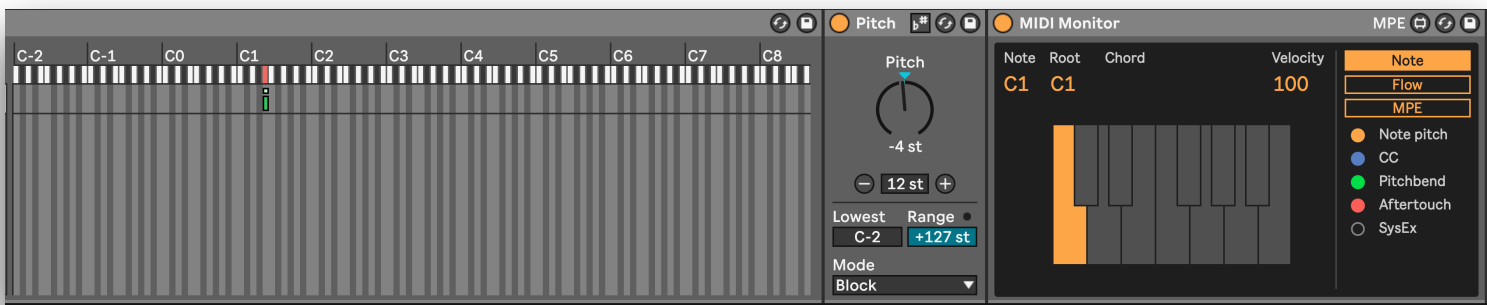 Pitch
b#
MIDI Monitor
MPE
C-2 C-1 C0 C1 C2 C3 C4 C5 C6 C7 C8
Pitch
-4 st
12 st
Lowest Range
C-2 +127 st
Mode
Block
Note Root Chord Velocity
C1 C1 100
Note
Flow
MPE
Note pitch
CC
Pitchbend
Aftertouch
SysEx